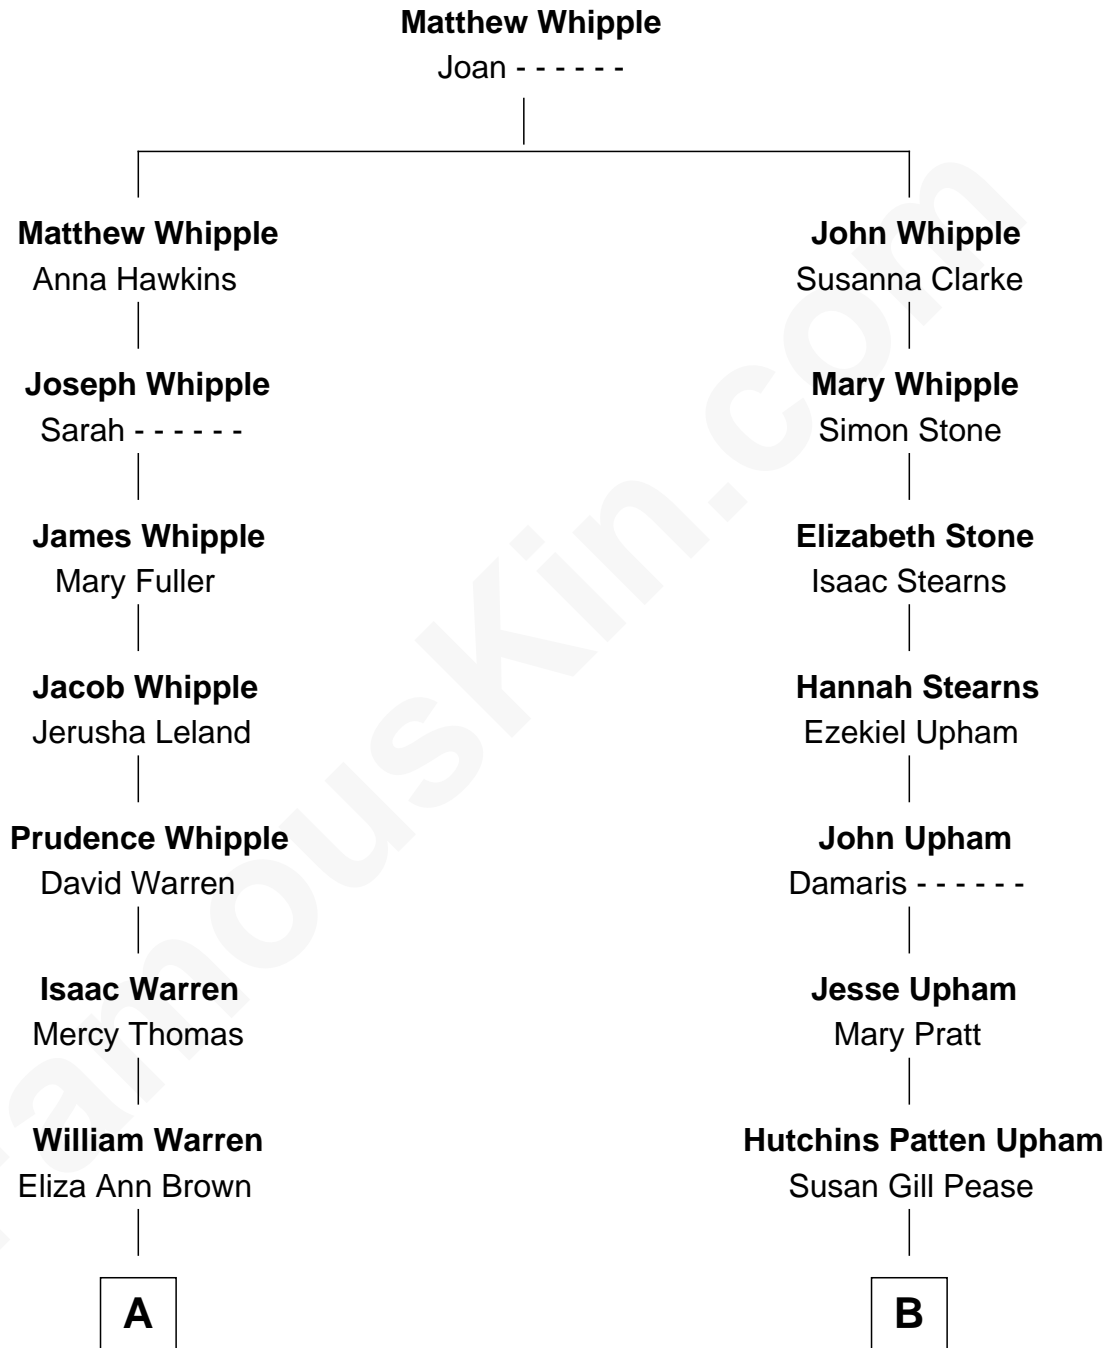 Matthew Whipple
Joan - - - - - -
Matthew Whipple
Anna Hawkins
John Whipple
Susanna Clarke
Joseph Whipple
Sarah - - - - - -
Mary Whipple
Simon Stone
James Whipple
Mary Fuller
Elizabeth Stone
Isaac Stearns
Jacob Whipple
Jerusha Leland
Hannah Stearns
Ezekiel Upham
Prudence Whipple
David Warren
John Upham
Damaris - - - - - -
Isaac Warren
Mercy Thomas
Jesse Upham
Mary Pratt
William Warren
Eliza Ann Brown
Hutchins Patten Upham
Susan Gill Pease
A
B
FamousKin.com